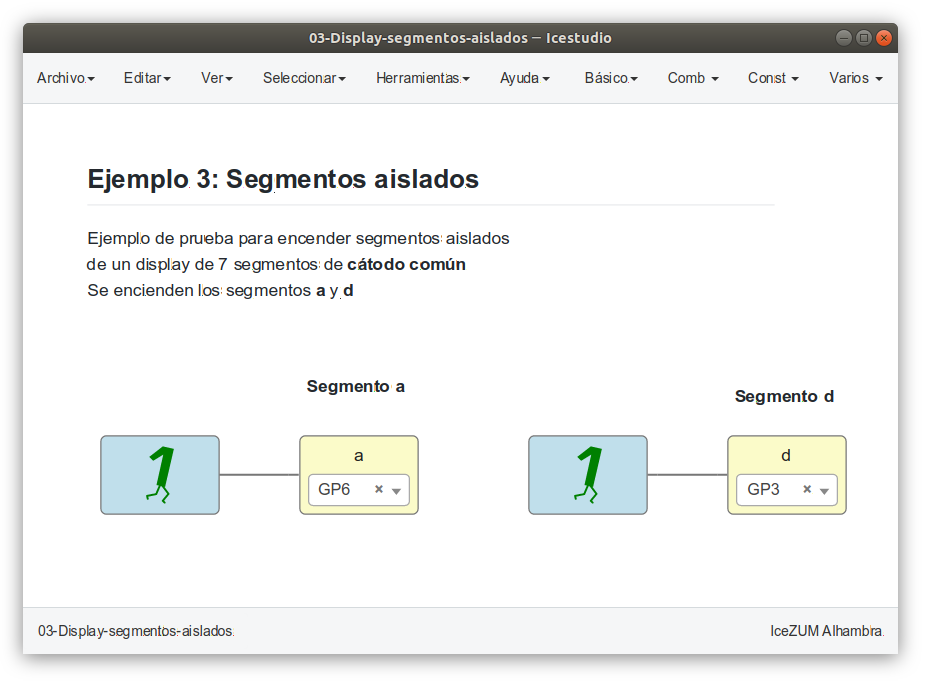 03-Display-segmentos-aislados — Icestudio
Archivo Editar Ver Seleccionar Herramientas Ayuda Básico Comb Const Varios
Ejemplo 3: Segmentos aislados
Ejemplo de prueba para encender segmentos aislados
de un display de 7 segmentos de cátodo común
Se encienden los segmentos a y d
Segmento a
Segmento d
1
a
GP6
1
d
GP3
03-Display-segmentos-aislados
IceZUM Alhambra